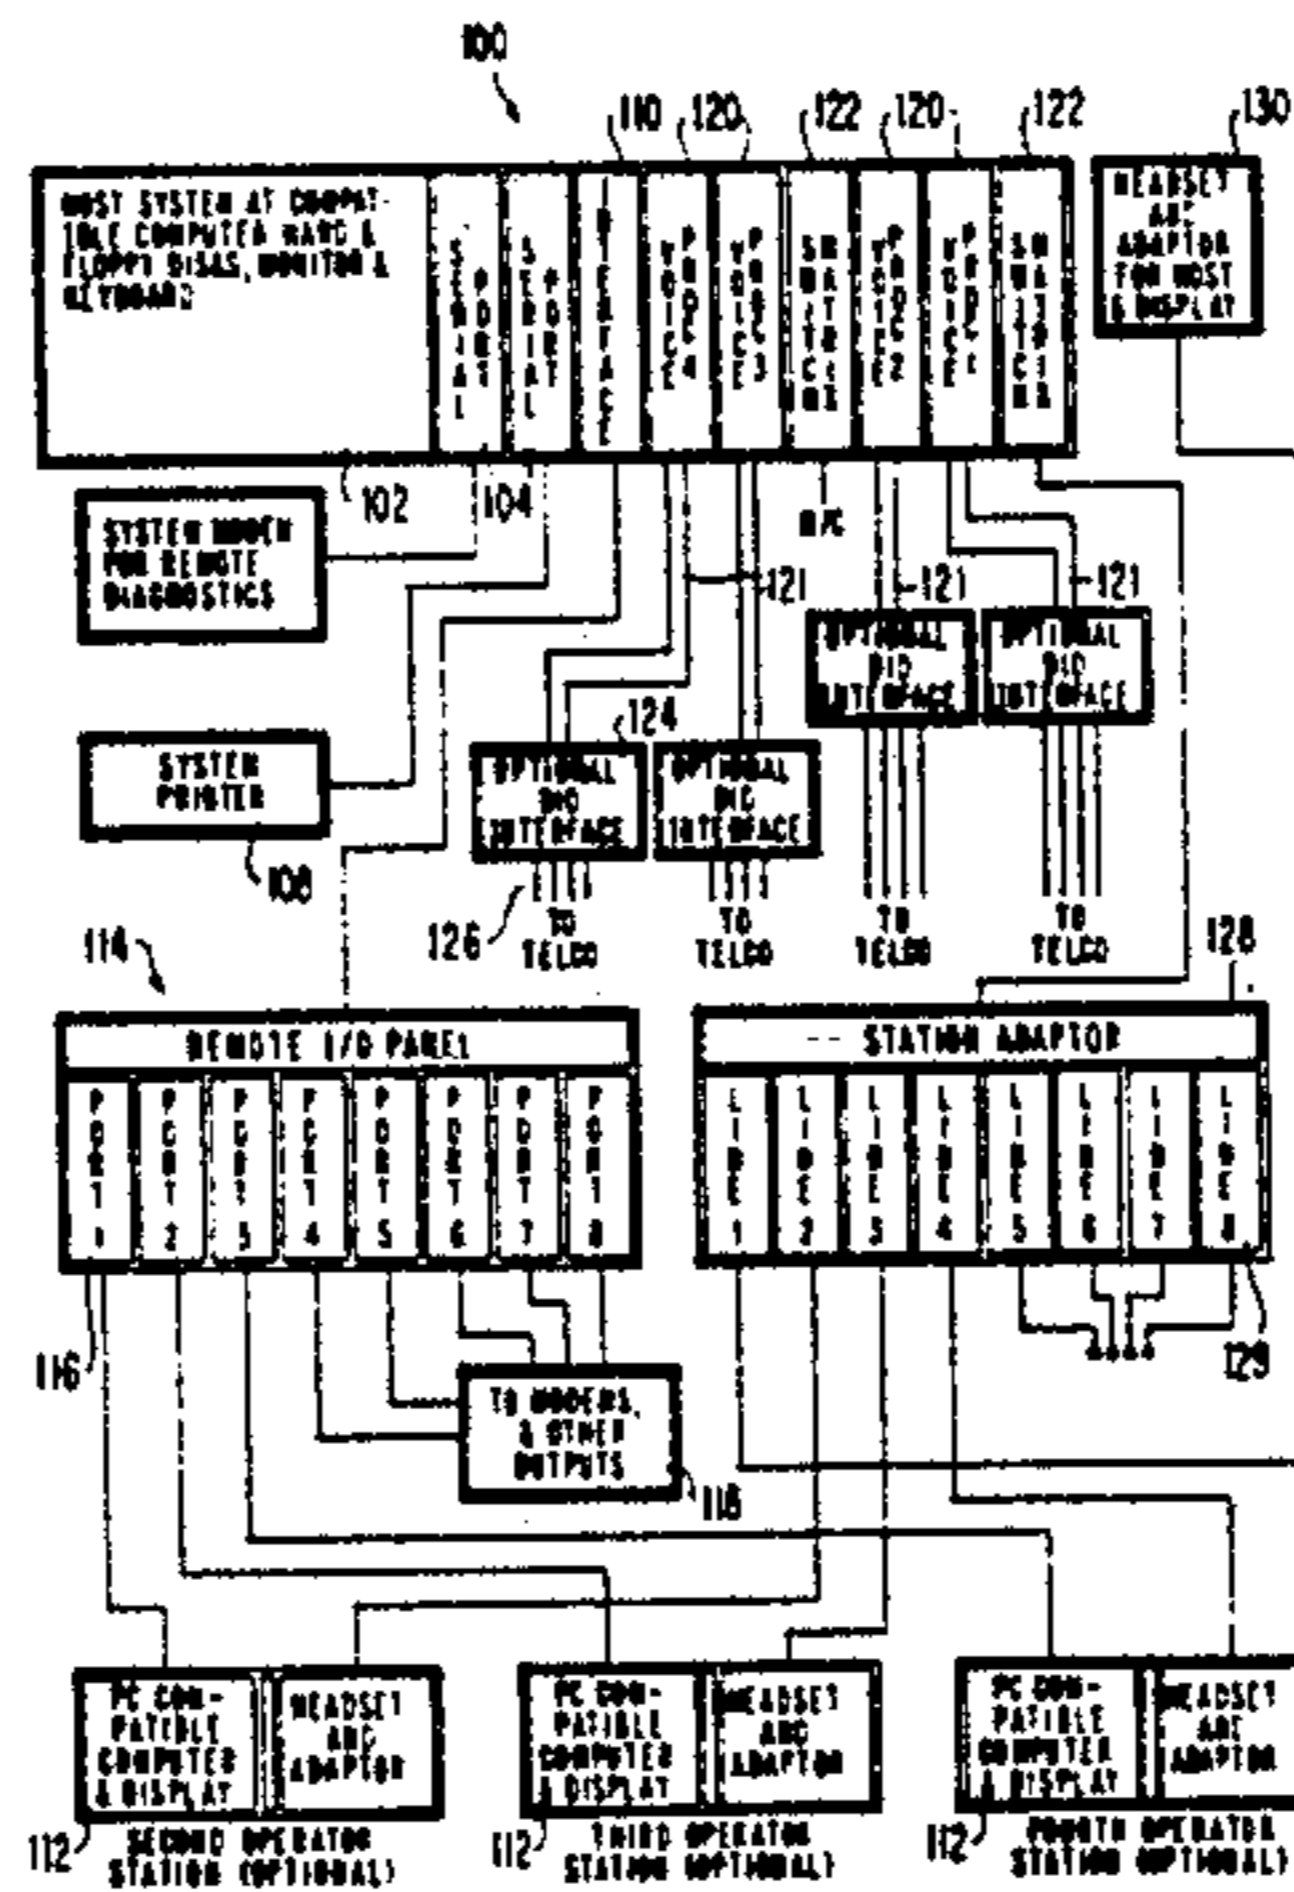 100
110 120 122 120 122 130
HOST SYSTEM AT COMPAT-
IBLE COMPUTER HARD &
FLOPPY DISKS, MONITOR &
KEYBOARD
SERIAL PORT
SERIAL PORT
INTERFACE
VOICE PROC 4
VOICE PROC 3
SWITCH
VOICE PROC 2
VOICE PROC 1
SWITCH
HEADSET
AND
ADAPTOR
FOR HOST
& DISPLAY
102
104
N/C
SYSTEM MODEM
FOR REMOTE
DIAGNOSTICS
121
121
121
OPTIONAL
DID
INTERFACE
OPTIONAL
DID
INTERFACE
SYSTEM
PRINTER
108
124
OPTIONAL
DID
INTERFACE
OPTIONAL
DID
INTERFACE
126
TO
TELCO
TO
TELCO
TO
TELCO
TO
TELCO
114
128
REMOTE I/O PANEL
PORT 1
PORT 2
PORT 3
PORT 4
PORT 5
PORT 6
PORT 7
PORT 8
STATION ADAPTOR
LINE 1
LINE 2
LINE 3
LINE 4
LINE 5
LINE 6
LINE 7
LINE 8
116
129
TO MODEMS,
& OTHER
OUTPUTS
118
PC COM-
PATIBLE
COMPUTER
& DISPLAY
HEADSET
AND
ADAPTOR
112
SECOND OPERATOR
STATION (OPTIONAL)
PC COM-
PATIBLE
COMPUTER
& DISPLAY
HEADSET
AND
ADAPTOR
112
THIRD OPERATOR
STATION (OPTIONAL)
PC COM-
PATIBLE
COMPUTER
& DISPLAY
HEADSET
AND
ADAPTOR
112
FOURTH OPERATOR
STATION (OPTIONAL)